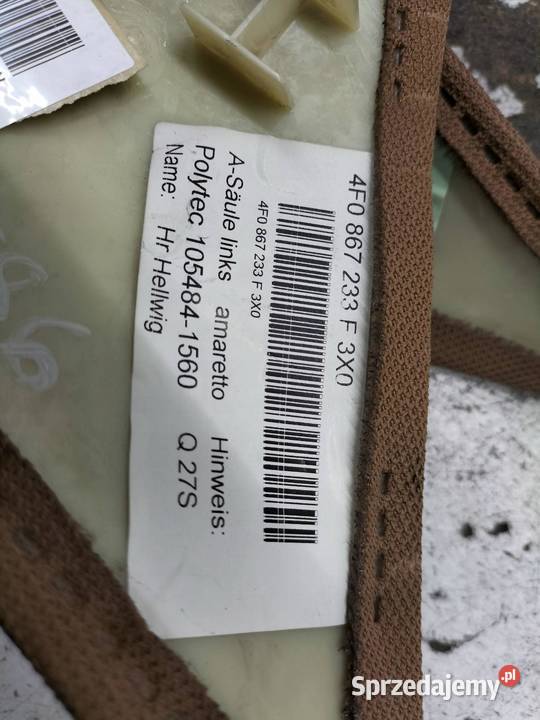 4F0 867 233 F 3X0
4F0 867 233 F 3X0
A-Säule links amaretto Hinweis:
Polytec 105484-1560 Q 27S
Name: Hr Hellwig
Sprzedajemy.pl